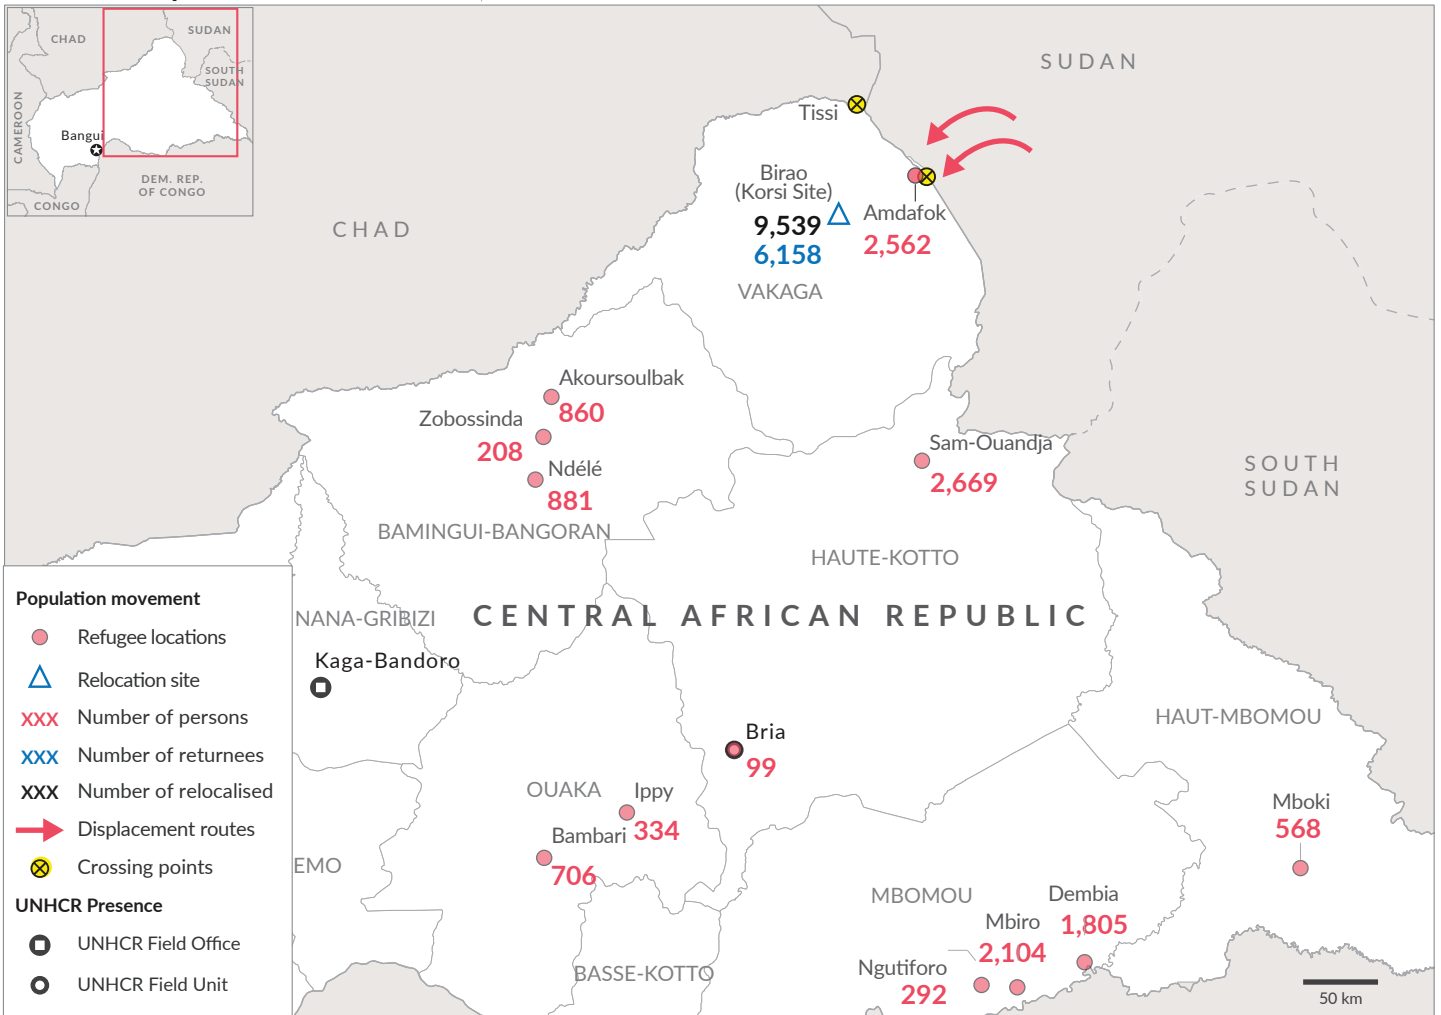 CHAD
SUDAN
SOUTH
SUDAN
CAMEROON
Bangui
DEM. REP.
OF CONGO
CONGO
SUDAN
Tissi
Birao
(Korsi Site)
9,539
6,158
Amdafok
2,562
CHAD
VAKAGA
Akoursoulbak
860
Zobossinda
208
Ndélé
881
Sam-Ouandja
2,669
SOUTH
SUDAN
BAMINGUI-BANGORAN
HAUTE-KOTTO
CENTRAL AFRICAN REPUBLIC
NANA-GRIBIZI
Kaga-Bandoro
HAUT-MBOMOU
Bria
99
OUAKA
Ippy
334
Bambari
706
Mboki
568
EMO
MBOMOU
Dembia
1,805
Mbiro
2,104
Ngutiforo
292
BASSE-KOTTO
Population movement
Refugee locations
Relocation site
XXX Number of persons
XXX Number of returnees
XXX Number of relocalised
Displacement routes
Crossing points
UNHCR Presence
UNHCR Field Office
UNHCR Field Unit
50 km